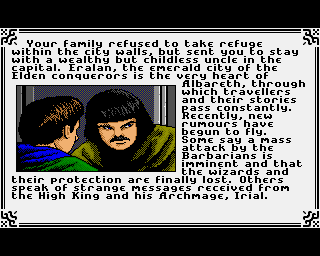 Your family refused to take refuge
within the city walls, but sent you to stay
with a wealthy but childless uncle in the
capital. Eralan, the emerald city of the
Elden conquerors is the very heart of
Albareth, through
which travellers
and their stories
pass constantly.
Recently, new
rumours have
begun to fly.
Some say a mass
attack by the
Barbarians is
imminent and that
the wizards and
their protection are finally lost. Others
speak of strange messages received from
the High King and his Archmage, Irial.